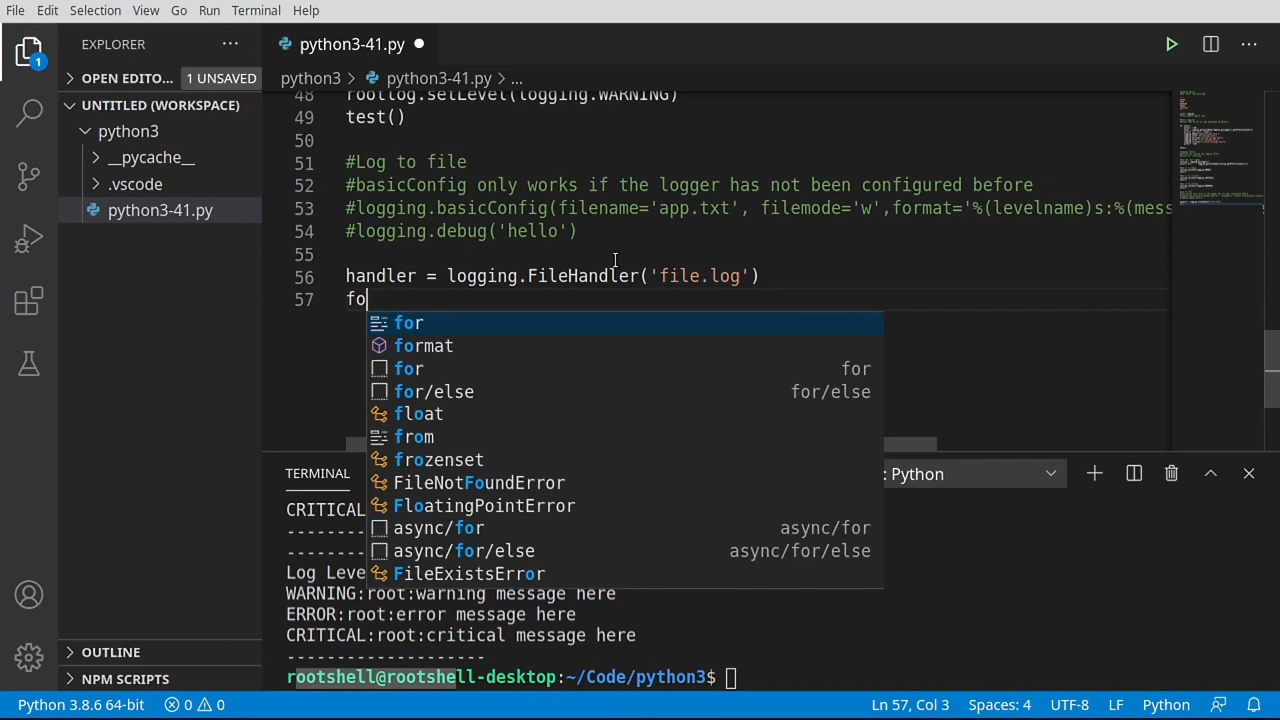 File Edit Selection View Go Run Terminal Help
EXPLORER
python3-41.py
1
OPEN EDITO... 1 UNSAVED
python3 > python3-41.py > ...
UNTITLED (WORKSPACE)
python3
__pycache__
.vscode
python3-41.py
48 rootlog.setLevel(logging.WARNING)
49 test()
50
51 #Log to file
52 #basicConfig only works if the logger has not been configured before
53 #logging.basicConfig(filename='app.txt', filemode='w',format='%(levelname)s:%(mess
54 #logging.debug('hello')
55
56 handler = logging.FileHandler('file.log')
57 fo
for
format
for for
for/else for/else
float
from
frozenset
FileNotFoundError
FloatingPointError
async/for async/for
async/for/else async/for/else
FileExistsError
TERMINAL
: Python
CRITICAL
--------
--------
Log Leve
WARNING:root:warning message here
ERROR:root:error message here
CRITICAL:root:critical message here
-------------------
rootshell@rootshell-desktop:~/Code/python3$
OUTLINE
NPM SCRIPTS
Python 3.8.6 64-bit 0 0 Ln 57, Col 3 Spaces: 4 UTF-8 LF Python